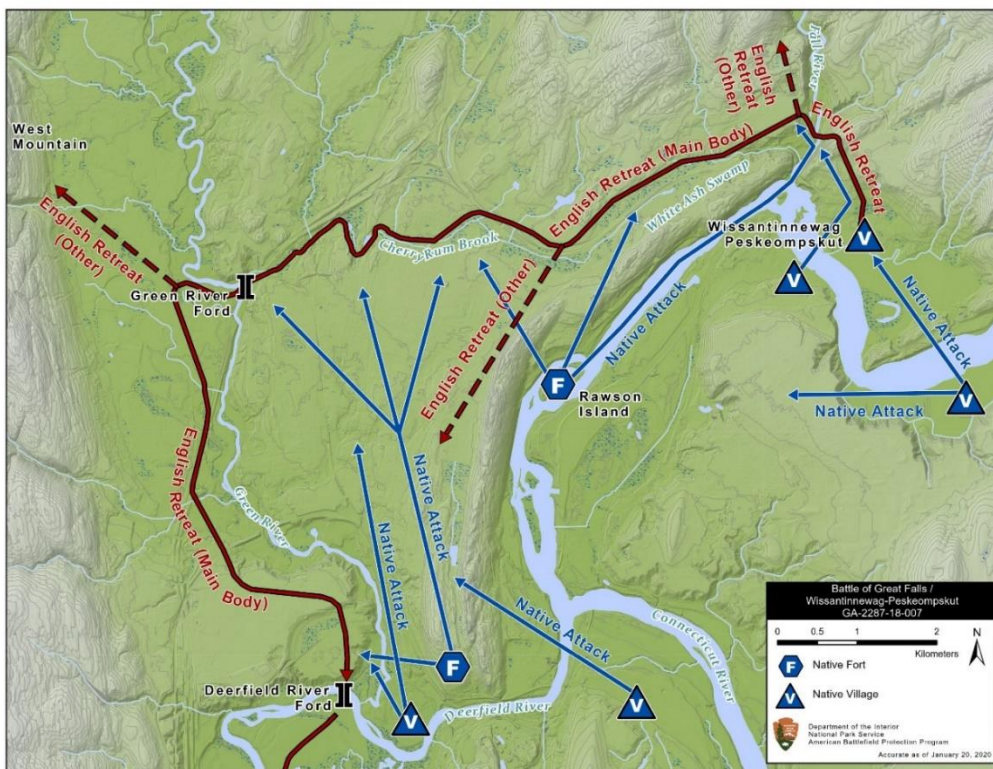 Fall River
English
Retreat
(Other)
English Retreat
West
Mountain
English Retreat (Main Body)
White Ash Swamp
English Retreat
(Other)
Cherry Rum Brook
Wissantinnewag
Peskeompskut
V
V
Green River
Ford
English Retreat (Other)
Native Attack
Native Attack
F
Rawson
Island
V
Native Attack
English Retreat (Main Body)
Green River
Native Attack
Native Attack
Native Attack
Connecticut River
F
Deerfield River
Ford
V
Deerfield River
V
Battle of Great Falls /
Wissantinnewag-Peskeompskut
GA-2287-18-007
0 0.5 1 2
Kilometers
N
F Native Fort
V Native Village
Department of the Interior
National Park Service
American Battlefield Protection Program
Accurate as of January 20, 2020